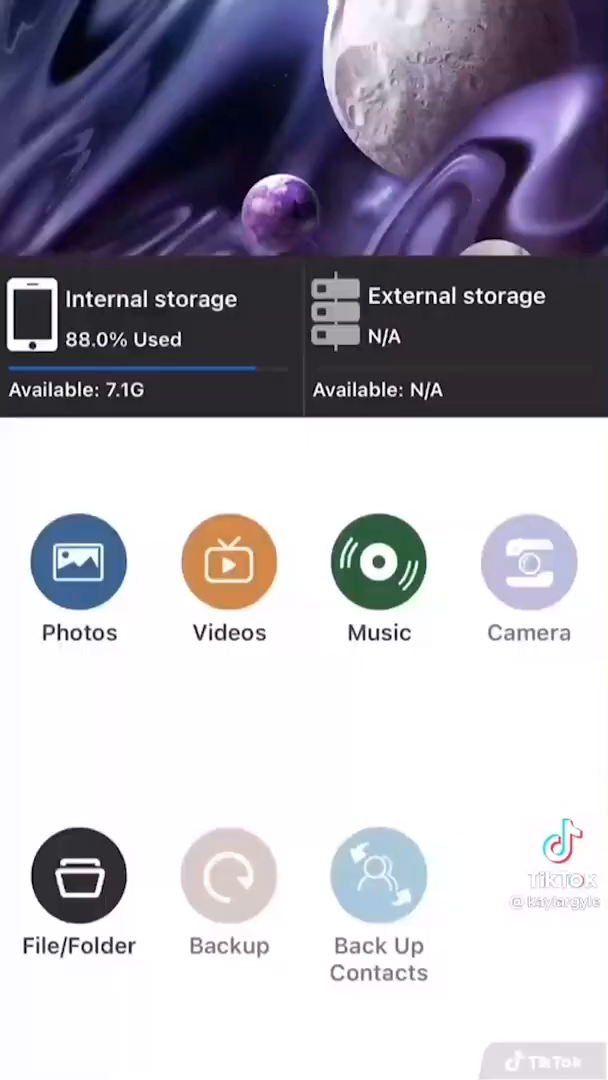 Internal storage
88.0% Used
Available: 7.1G
External storage
N/A
Available: N/A
Photos
Videos
Music
Camera
File/Folder
Backup
Back Up
Contacts
TikTok
@kaylargyle
TikTok